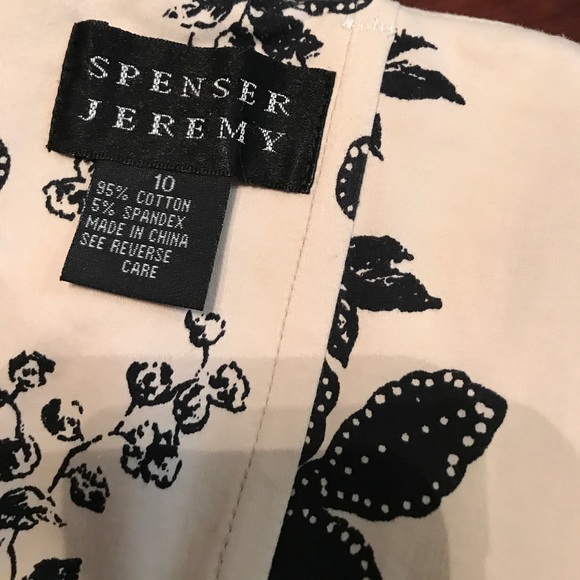 SPENSER
JEREMY
10
95% COTTON
5% SPANDEX
MADE IN CHINA
SEE REVERSE
CARE